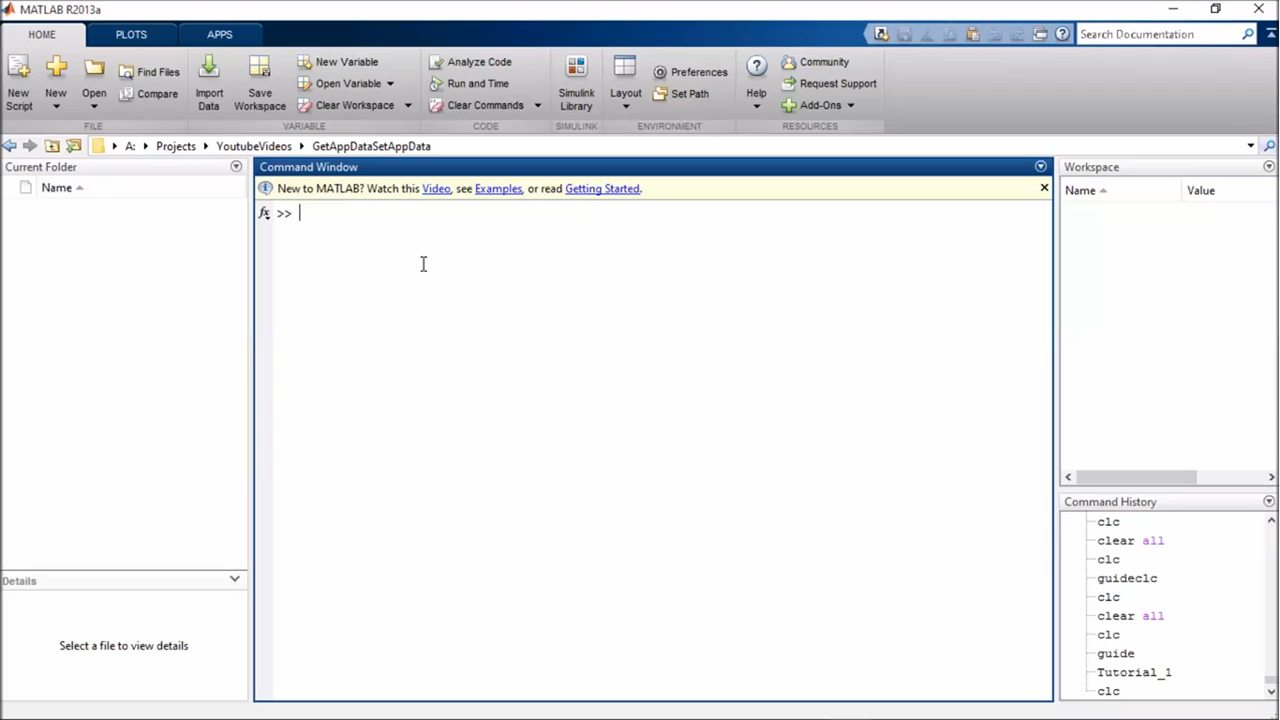 MATLAB R2013a
HOME PLOTS APPS
Search Documentation
New Script
New
Open
Find Files
Compare
FILE
Import Data
Save Workspace
New Variable
Open Variable
Clear Workspace
VARIABLE
Analyze Code
Run and Time
Clear Commands
CODE
Simulink Library
SIMULINK
Layout
Preferences
Set Path
ENVIRONMENT
Help
Community
Request Support
Add-Ons
RESOURCES
A: Projects YoutubeVideos GetAppDataSetAppData
Current Folder
Name
Details
Select a file to view details
Command Window
New to MATLAB? Watch this Video, see Examples, or read Getting Started.
fx >>
Workspace
Name Value
Command History
clc
clear all
clc
guideclc
clc
clear all
clc
guide
Tutorial_1
clc